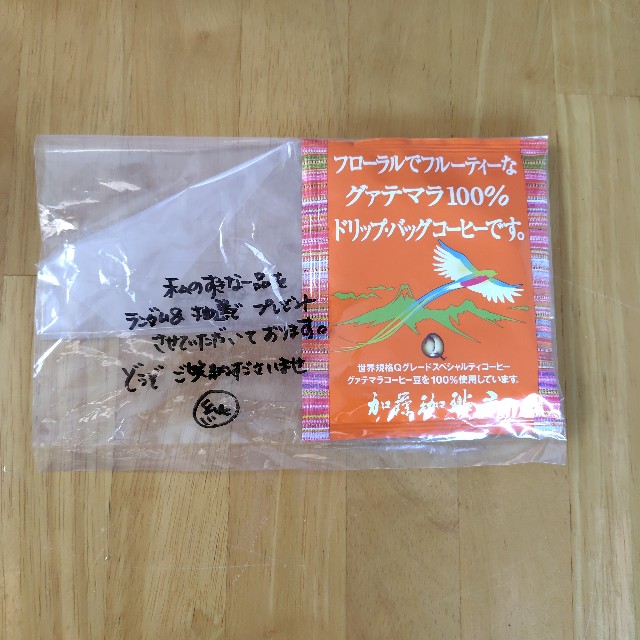 私のすきな一品を
ランダム& 抽選で プレゼント
させていただいております。
どうぞ ご笑納くださいませ
フローラルでフルーティーな
グァテマラ100%
ドリップ・バッグコーヒーです。
Q
世界規格Qグレードスペシャルティコーヒー
グァテマラコーヒー豆を100%使用しています。
加藤珈琲店